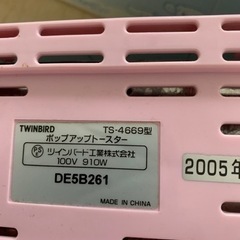 TWINBIRD TS-4669型
ポップアップトースター
PS
ツインバード工業株式会社
100V 910W
DE5B261
MADE IN CHINA
2005年